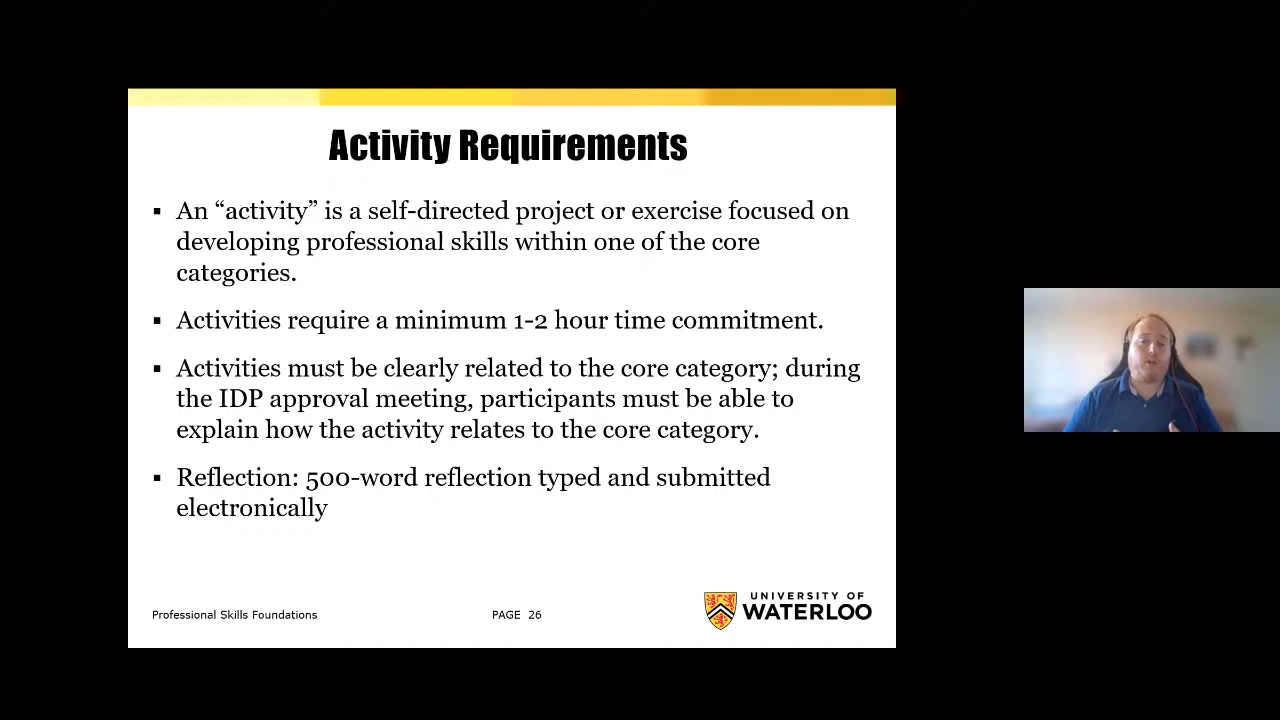 Activity Requirements
▪ An “activity” is a self-directed project or exercise focused on
developing professional skills within one of the core
categories.
▪ Activities require a minimum 1-2 hour time commitment.
▪ Activities must be clearly related to the core category; during
the IDP approval meeting, participants must be able to
explain how the activity relates to the core category.
▪ Reflection: 500-word reflection typed and submitted
electronically
Professional Skills Foundations
PAGE 26
UNIVERSITY OF
WATERLOO